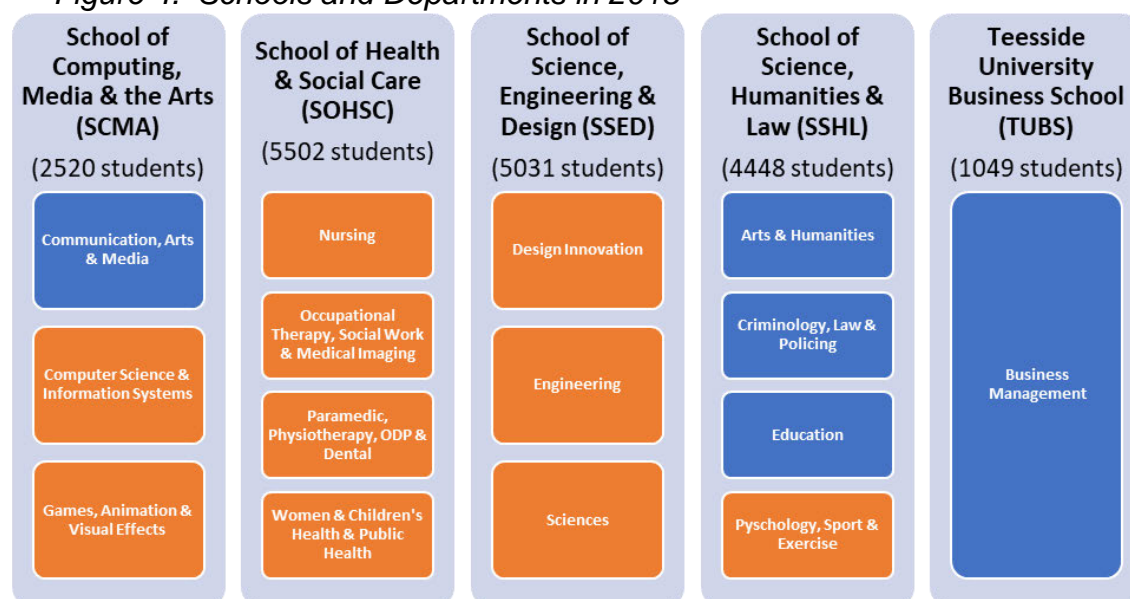 School of
Computing,
Media & the Arts
(SCMA)
(2520 students)
Communication, Arts
& Media
Computer Science &
Information Systems
Games, Animation &
Visual Effects
School of Health
& Social Care
(SOHSC)
(5502 students)
Nursing
Occupational
Therapy, Social Work
& Medical Imaging
Paramedic,
Physiotherapy, ODP &
Dental
Women & Children's
Health & Public
Health
School of
Science,
Engineering &
Design (SSED)
(5031 students)
Design Innovation
Engineering
Sciences
School of
Science,
Humanities &
Law (SSHL)
(4448 students)
Arts & Humanities
Criminology, Law &
Policing
Education
Pyschology, Sport &
Exercise
Teesside
University
Business School
(TUBS)
(1049 students)
Business
Management